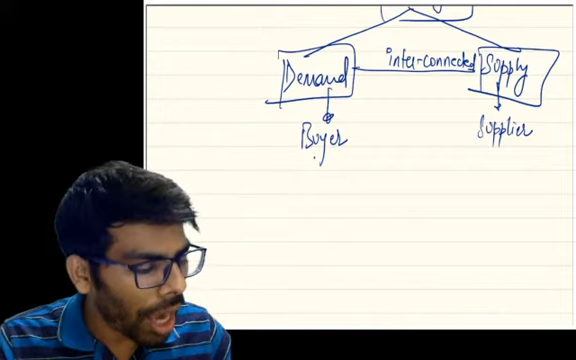 inter-connected
Demand
Supply
Buyer
Supplier